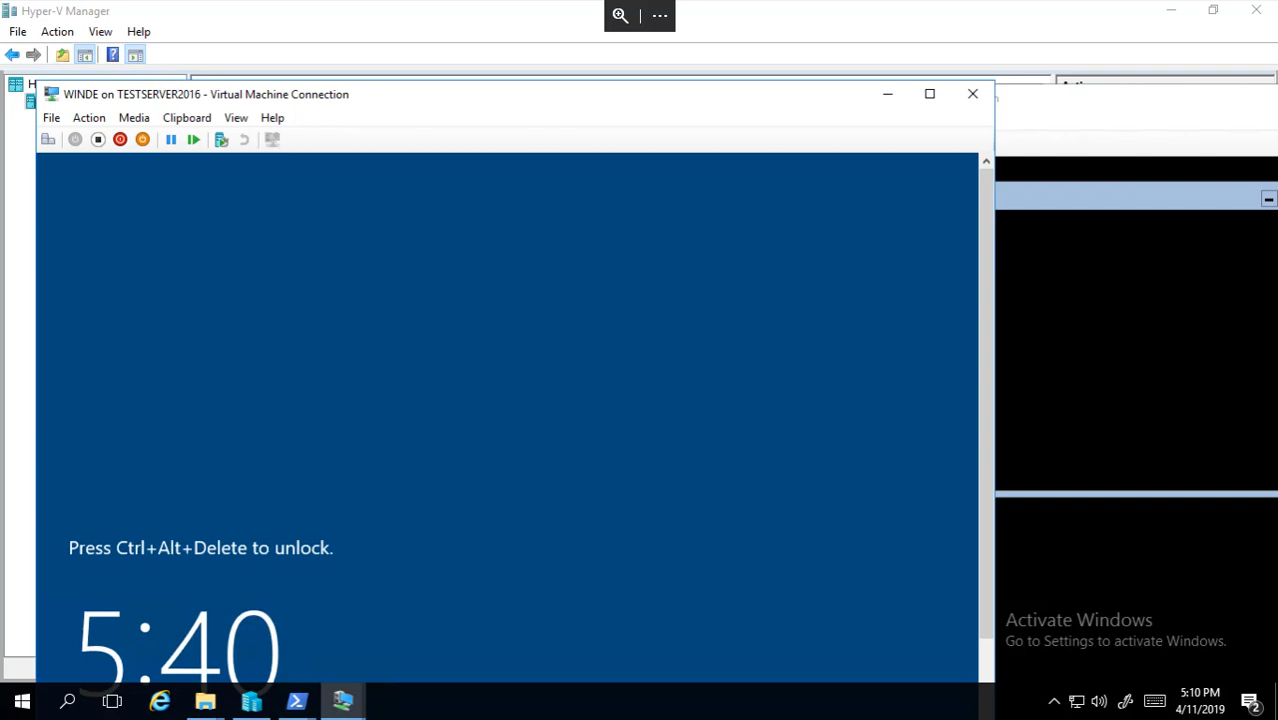 Hyper-V Manager
File Action View Help
WINDE on TESTSERVER2016 - Virtual Machine Connection
File Action Media Clipboard View Help
Press Ctrl+Alt+Delete to unlock.
5:40
Activate Windows
Go to Settings to activate Windows.
5:10 PM
4/11/2019
2